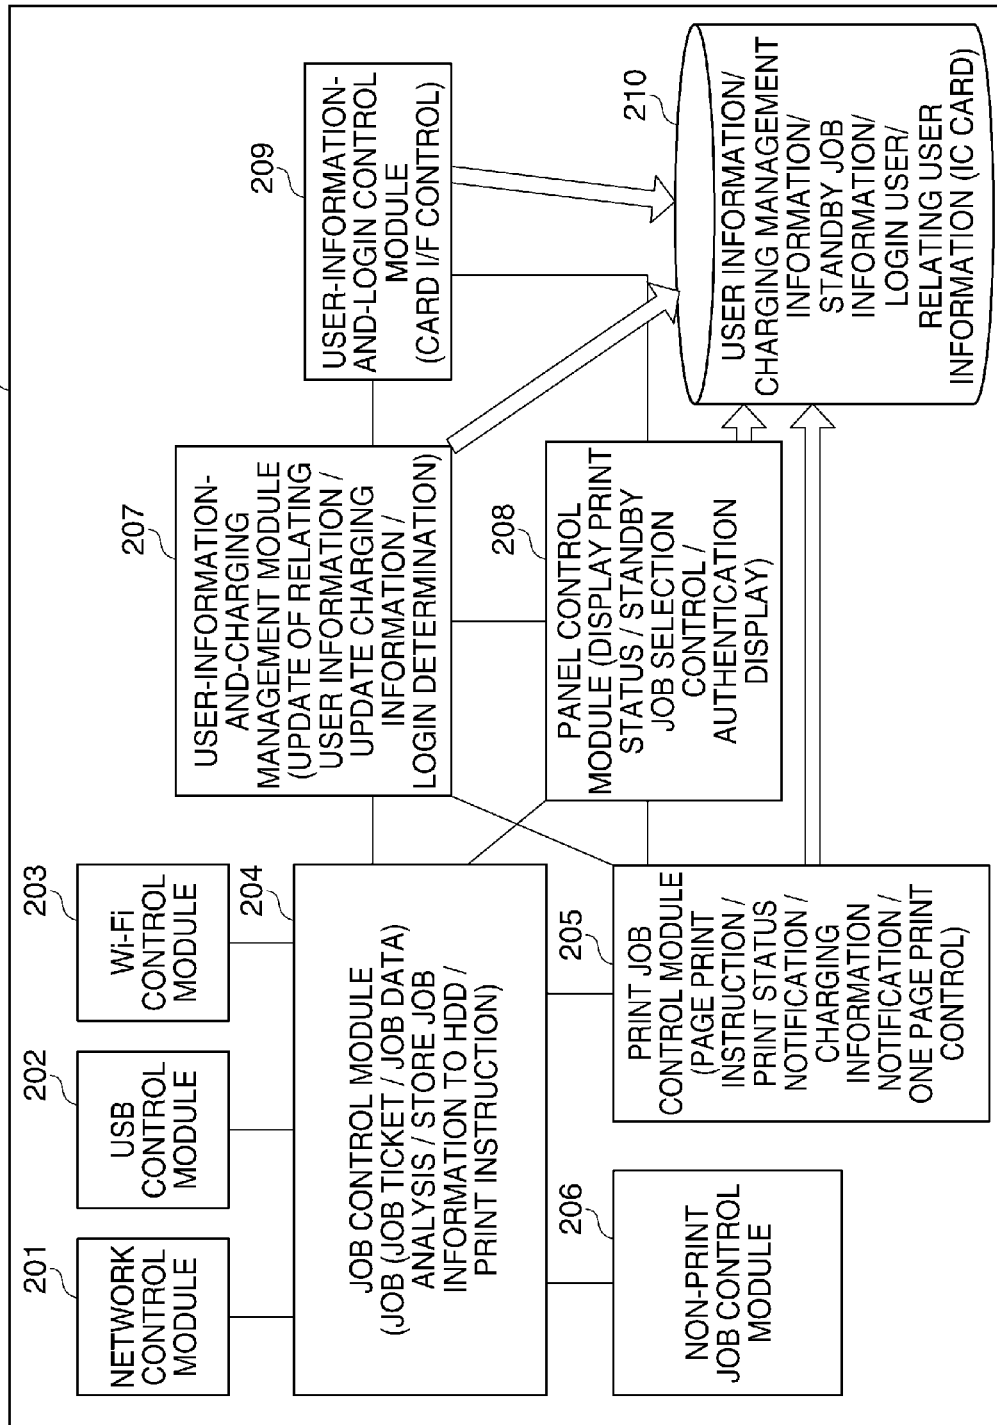 201
NETWORK
CONTROL
MODULE
202
USB
CONTROL
MODULE
203
Wi-Fi
CONTROL
MODULE
204
JOB CONTROL MODULE
(JOB (JOB TICKET / JOB DATA)
ANALYSIS / STORE JOB
INFORMATION TO HDD /
PRINT INSTRUCTION)
206
NON-PRINT
JOB CONTROL
MODULE
205
PRINT JOB
CONTROL MODULE
(PAGE PRINT
INSTRUCTION /
PRINT STATUS
NOTIFICATION /
CHARGING
INFORMATION
NOTIFICATION /
ONE PAGE PRINT
CONTROL)
207
USER-INFORMATION-
AND-CHARGING
MANAGEMENT MODULE
(UPDATE OF RELATING
USER INFORMATION /
UPDATE CHARGING
INFORMATION /
LOGIN DETERMINATION)
208
PANEL CONTROL
MODULE (DISPLAY PRINT
STATUS / STANDBY
JOB SELECTION
CONTROL /
AUTHENTICATION
DISPLAY)
209
USER-INFORMATION-
AND-LOGIN CONTROL
MODULE
(CARD I/F CONTROL)
210
USER INFORMATION/
CHARGING MANAGEMENT
INFORMATION/
STANDBY JOB
INFORMATION/
LOGIN USER/
RELATING USER
INFORMATION (IC CARD)